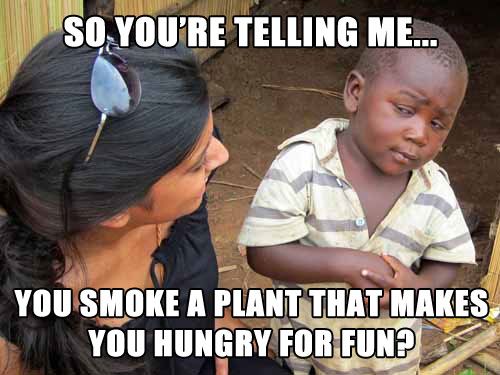 SO YOU'RE TELLING ME...
YOU SMOKE A PLANT THAT MAKES
YOU HUNGRY FOR FUN?